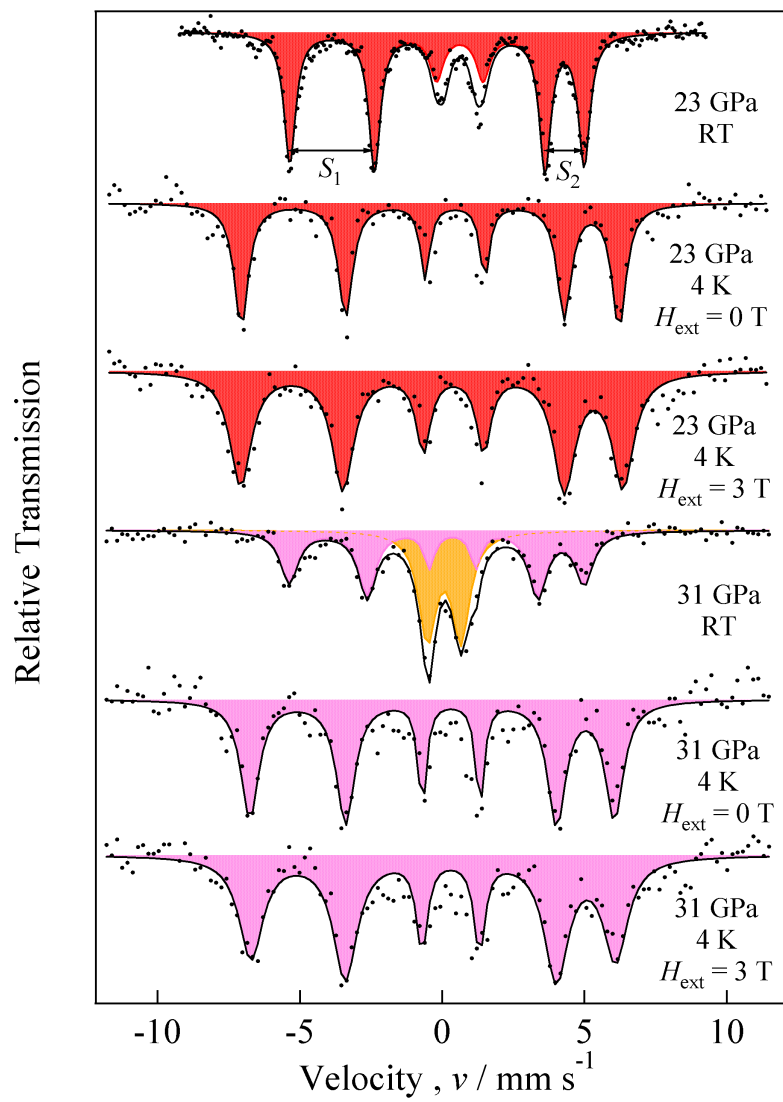 Relative Transmission
23 GPa
RT
S1
S2
23 GPa
4 K
Hext = 0 T
23 GPa
4 K
Hext = 3 T
31 GPa
RT
31 GPa
4 K
Hext = 0 T
31 GPa
4 K
Hext = 3 T
-10 -5 0 5 10
Velocity , v / mm s-1